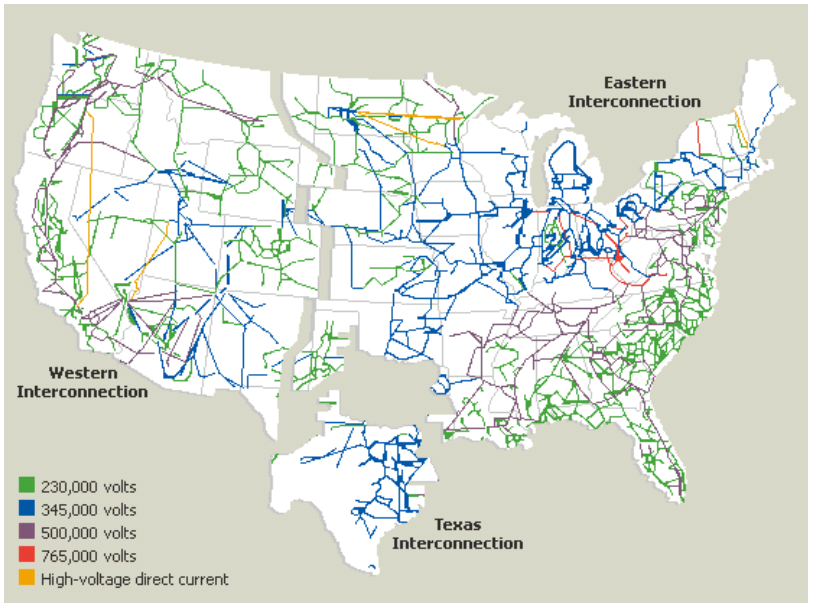 Eastern
Interconnection
Western
Interconnection
Texas
Interconnection
230,000 volts
345,000 volts
500,000 volts
765,000 volts
High-voltage direct current